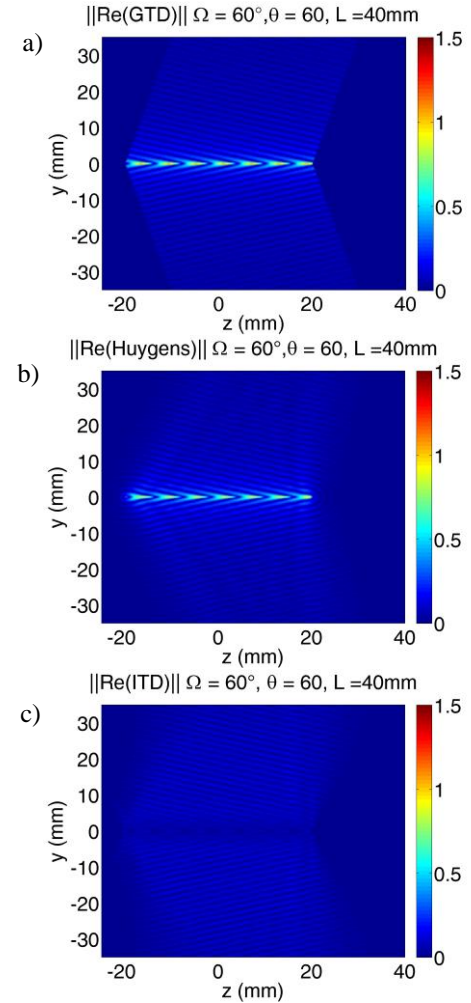 ||Re(GTD)|| Ω = 60°,θ = 60, L =40mm
a)
1.5
30
20
10
1
0
y (mm)
-10
0.5
-20
-30
0
-20 0 20 40
z (mm)
||Re(Huygens)|| Ω = 60°,θ = 60, L =40mm
b)
1.5
30
20
10
1
0
y (mm)
-10
0.5
-20
-30
0
-20 0 20 40
z (mm)
||Re(ITD)|| Ω = 60°, θ = 60, L =40mm
c)
1.5
30
20
10
1
0
y (mm)
-10
0.5
-20
-30
0
-20 0 20 40
z (mm)